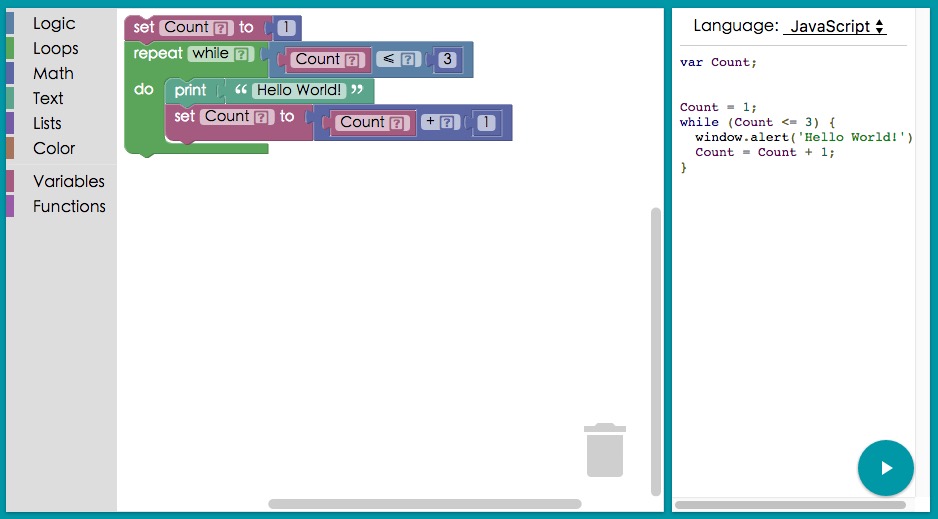 Logic
Loops
Math
Text
Lists
Color
Variables
Functions
set Count ? to 1
repeat while ? Count ? ≤ ? 3
do print “ Hello World! ”
set Count ? to Count ? + ? 1
Language: JavaScript
var Count;
Count = 1;
while (Count <= 3) {
window.alert('Hello World!')
Count = Count + 1;
}